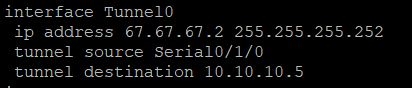 interface Tunnel0
ip address 67.67.67.2 255.255.255.252
tunnel source Serial0/1/0
tunnel destination 10.10.10.5